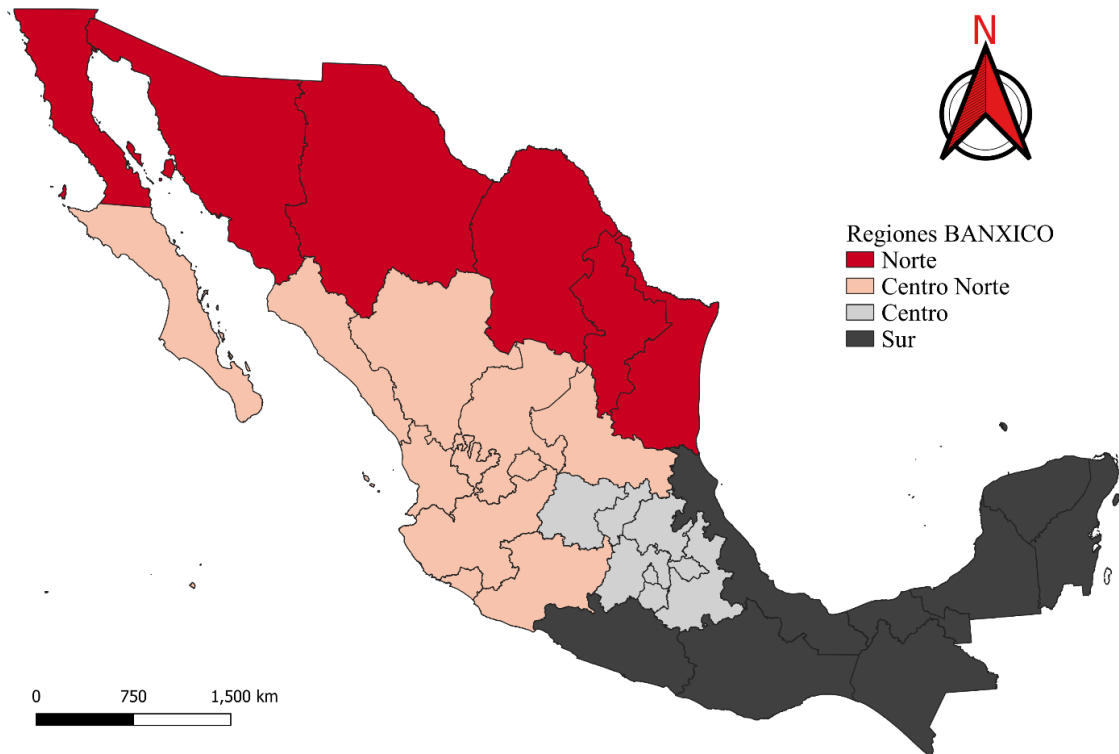 N
Regiones BANXICO
Norte
Centro Norte
Centro
Sur
0 750 1,500 km